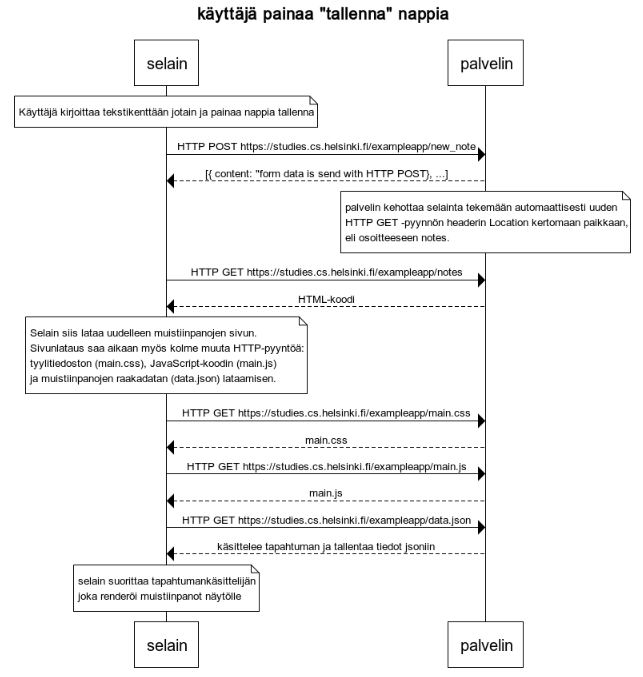 käyttäjä painaa "tallenna" nappia
selain
palvelin
Käyttäjä kirjoittaa tekstikenttään jotain ja painaa nappia tallenna
HTTP POST https://studies.cs.helsinki.fi/exampleapp/new_note
[{ content: "form data is send with HTTP POST}, ...]
palvelin kehottaa selainta tekemään automaattisesti uuden
HTTP GET -pyynnön headerin Location kertomaan paikkaan,
eli osoitteeseen notes.
HTTP GET https://studies.cs.helsinki.fi/exampleapp/notes
HTML-koodi
Selain siis lataa uudelleen muistiinpanojen sivun.
Sivunlataus saa aikaan myös kolme muuta HTTP-pyyntöä:
tyylitiedoston (main.css), JavaScript-koodin (main.js)
ja muistiinpanojen raakadatan (data.json) lataamisen.
HTTP GET https://studies.cs.helsinki.fi/exampleapp/main.css
main.css
HTTP GET https://studies.cs.helsinki.fi/exampleapp/main.js
main.js
HTTP GET https://studies.cs.helsinki.fi/exampleapp/data.json
käsittelee tapahtuman ja tallentaa tiedot jsoniin
selain suorittaa tapahtumankäsittelijän
joka renderöi muistiinpanot näytölle
selain
palvelin